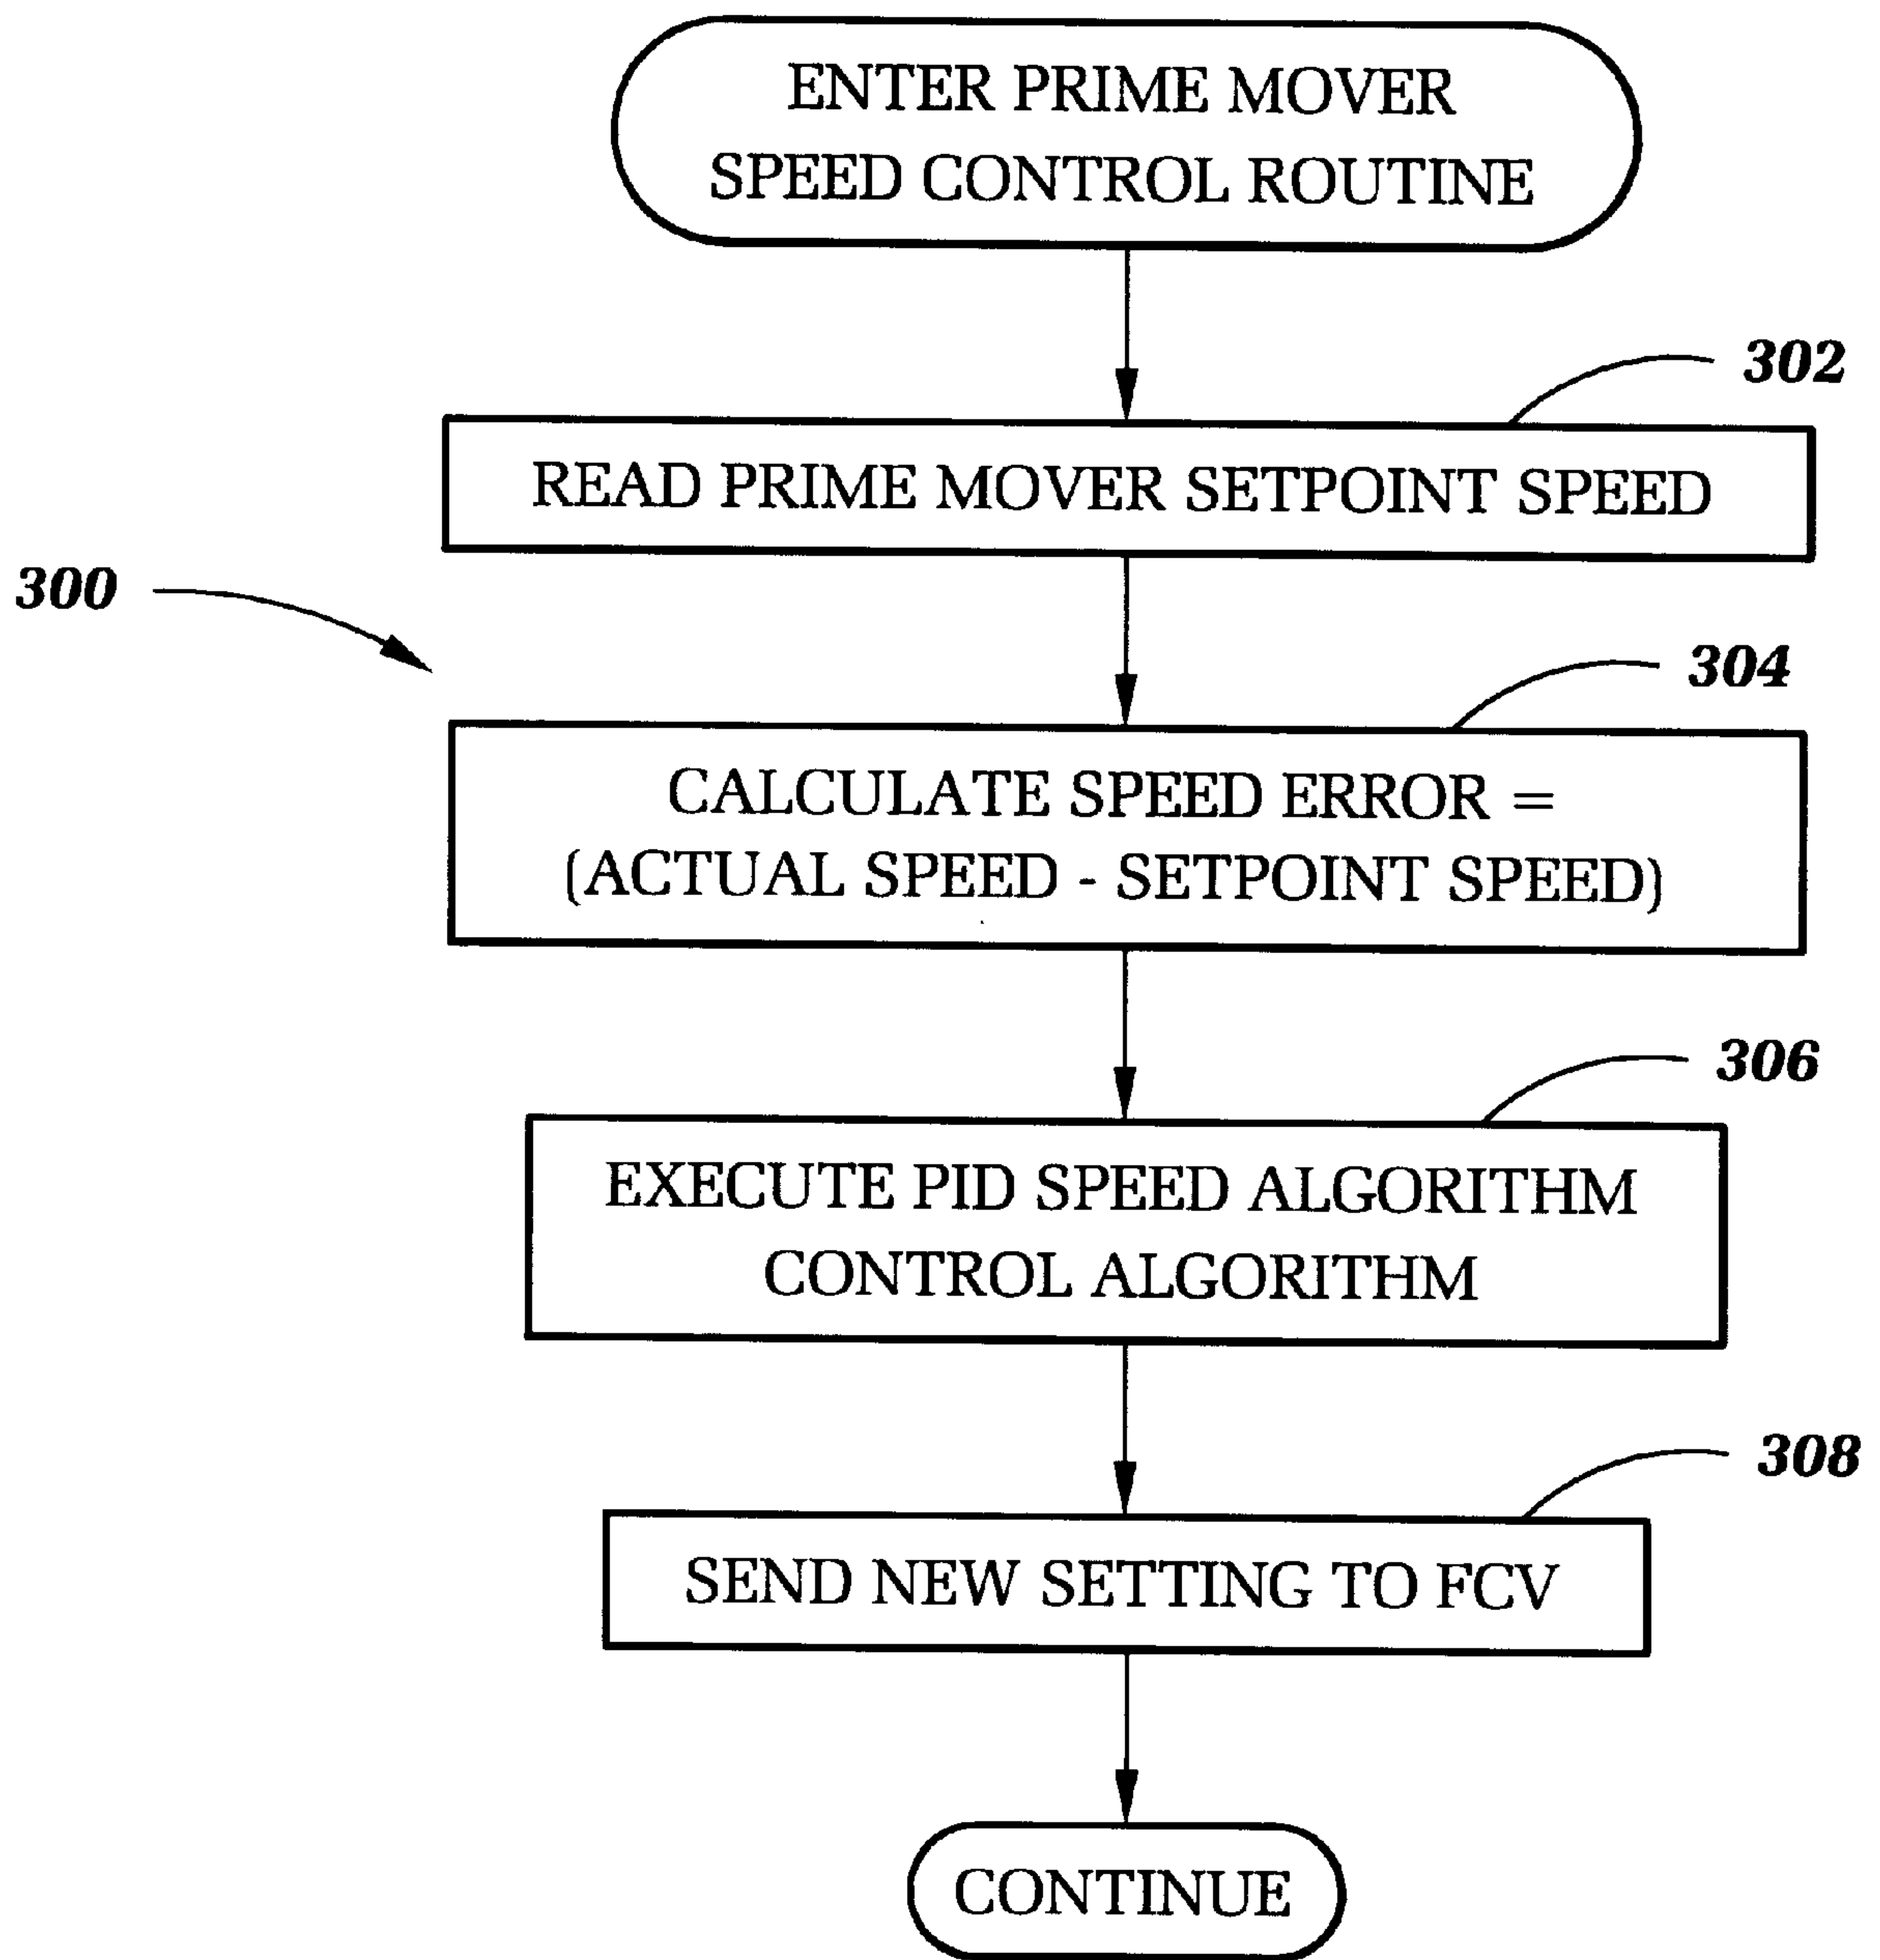 ENTER PRIME MOVER
SPEED CONTROL ROUTINE
302
READ PRIME MOVER SETPOINT SPEED
300
304
CALCULATE SPEED ERROR =
(ACTUAL SPEED - SETPOINT SPEED)
306
EXECUTE PID SPEED ALGORITHM
CONTROL ALGORITHM
308
SEND NEW SETTING TO FCV
CONTINUE